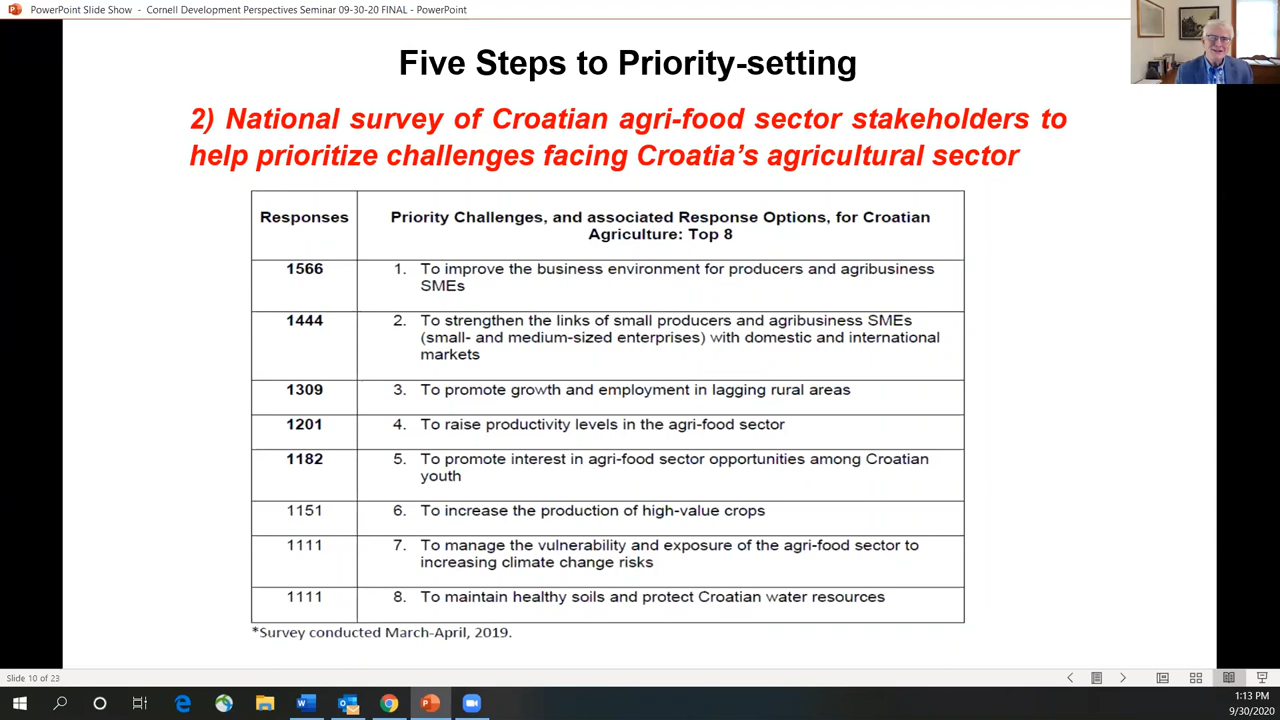 PowerPoint Slide Show - Cornell Development Perspectives Seminar 09-30-20 FINAL - PowerPoint
Five Steps to Priority-setting
2) National survey of Croatian agri-food sector stakeholders to
help prioritize challenges facing Croatia's agricultural sector
Responses
Priority Challenges, and associated Response Options, for Croatian
Agriculture: Top 8
1566
1. To improve the business environment for producers and agribusiness
SMEs
1444
2. To strengthen the links of small producers and agribusiness SMEs
(small- and medium-sized enterprises) with domestic and international
markets
1309
3. To promote growth and employment in lagging rural areas
1201
4. To raise productivity levels in the agri-food sector
1182
5. To promote interest in agri-food sector opportunities among Croatian
youth
1151
6. To increase the production of high-value crops
1111
7. To manage the vulnerability and exposure of the agri-food sector to
increasing climate change risks
1111
8. To maintain healthy soils and protect Croatian water resources
*Survey conducted March-April, 2019.
Slide 10 of 23
1:13 PM
9/30/2020